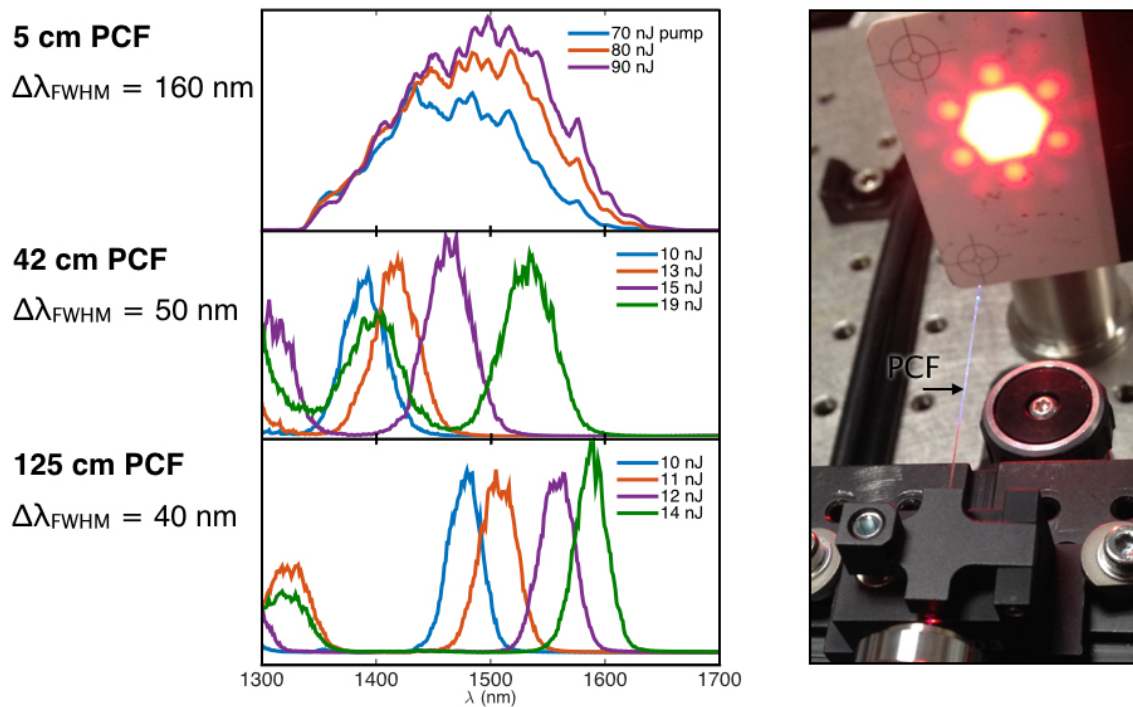 5 cm PCF
ΔλFWHM = 160 nm
70 nJ pump
80 nJ
90 nJ
42 cm PCF
ΔλFWHM = 50 nm
10 nJ
13 nJ
15 nJ
19 nJ
125 cm PCF
ΔλFWHM = 40 nm
10 nJ
11 nJ
12 nJ
14 nJ
1300 1400 1500 1600 1700
λ (nm)
PCF